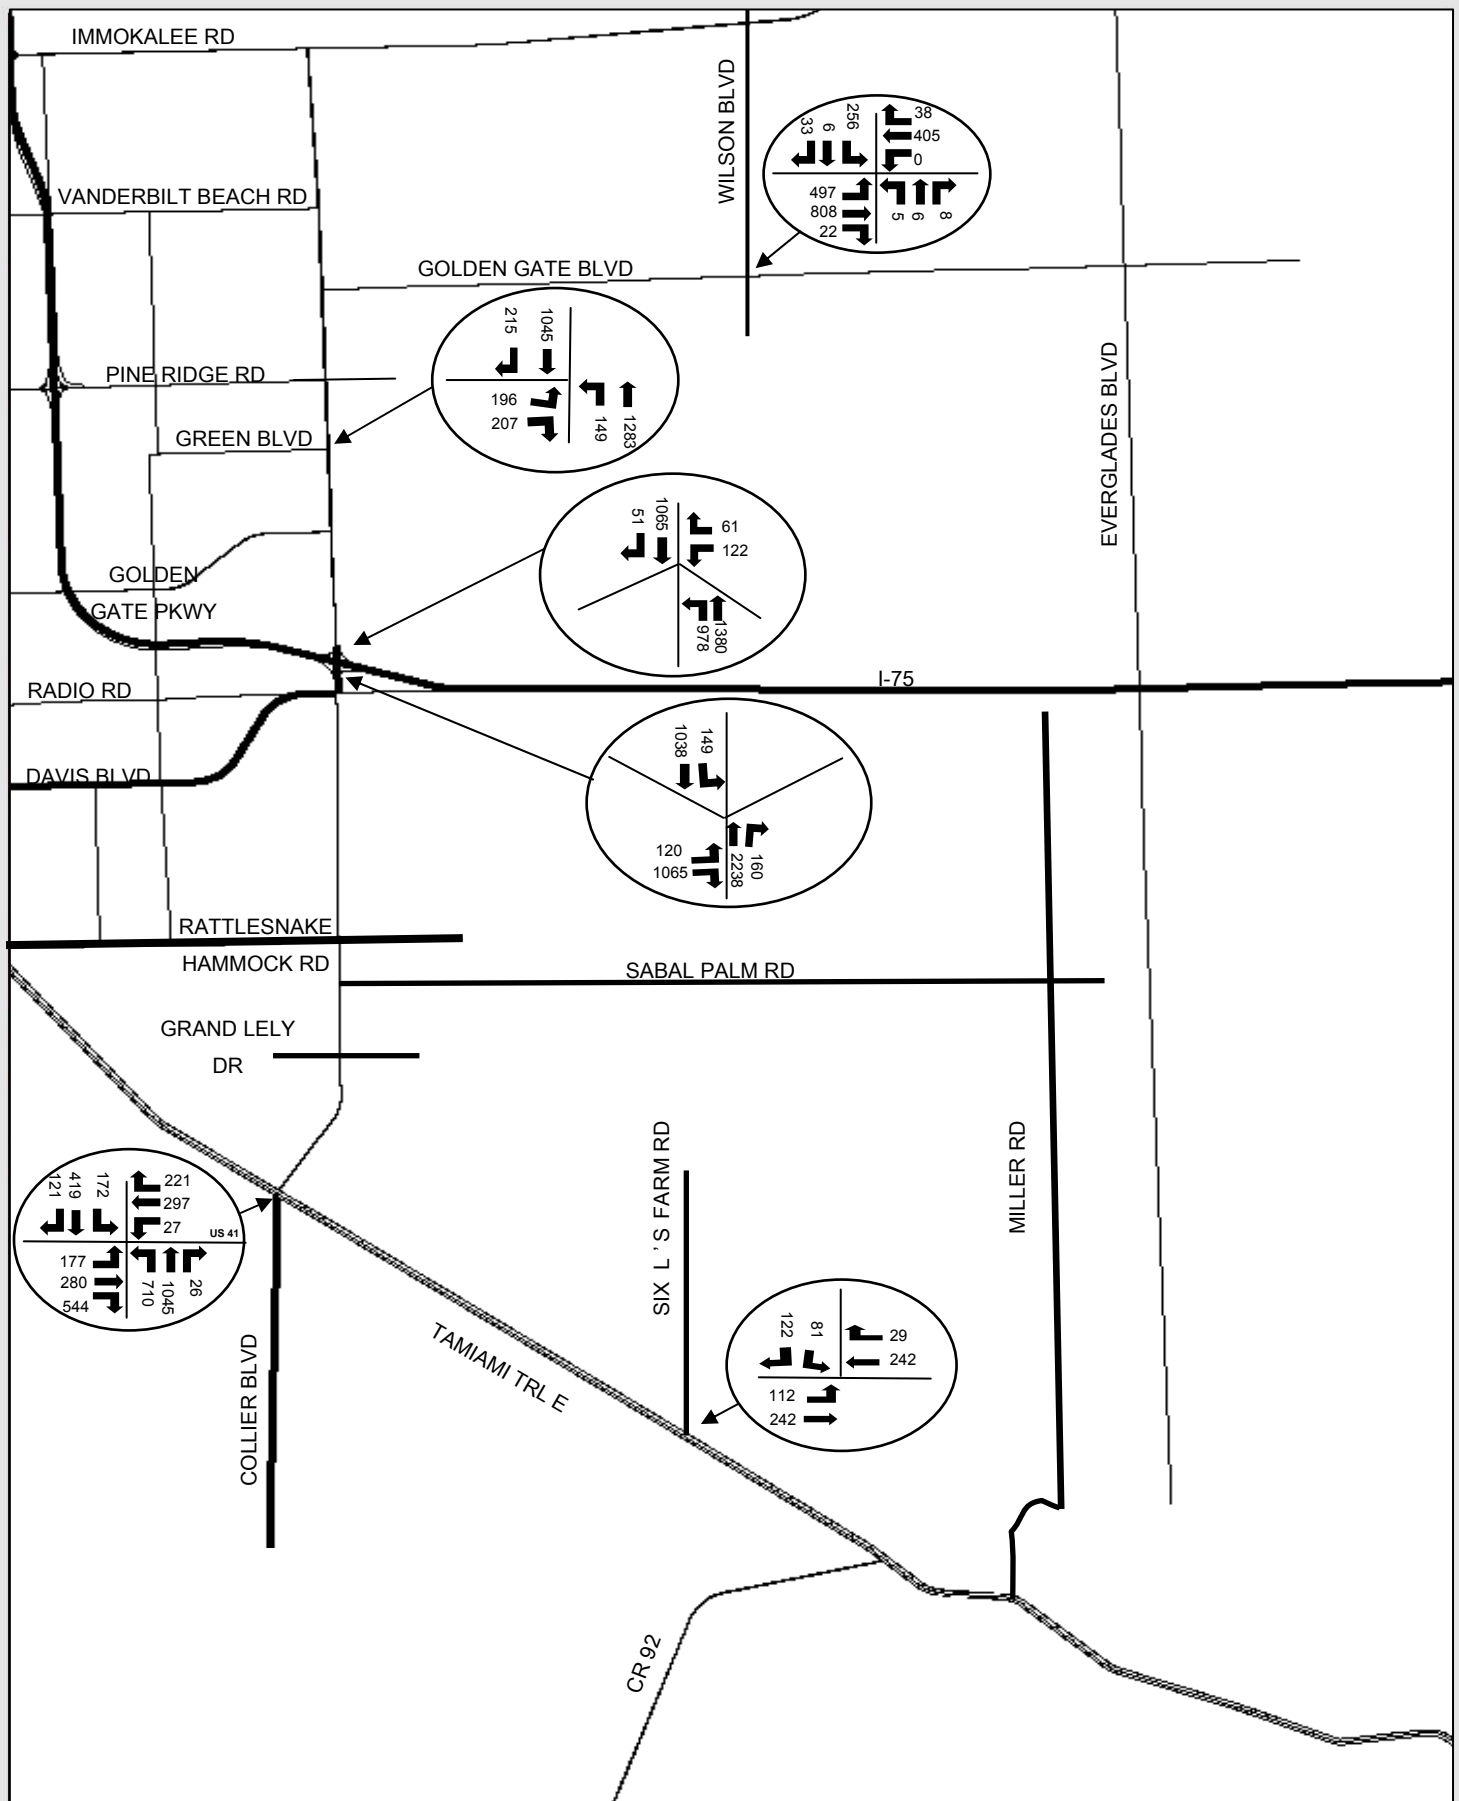 IMMOKALEE RD
WILSON BLVD
256
6
33
38
405
0
497
808
22
5
6
8
VANDERBILT BEACH RD
GOLDEN GATE BLVD
215
1045
196
207
149
1283
PINE RIDGE RD
EVERGLADES BLVD
GREEN BLVD
51
1065
61
122
978
1380
GOLDEN
GATE PKWY
I-75
RADIO RD
1038
149
120
1065
2238
160
DAVIS BLVD
RATTLESNAKE
HAMMOCK RD
SABAL PALM RD
GRAND LELY
DR
SIX L ' S FARM RD
MILLER RD
121
419
172
221
297
27
US 41
177
280
544
710
1045
26
COLLIER BLVD
TAMIAMI TRL E
122
81
29
242
112
242
CR 92